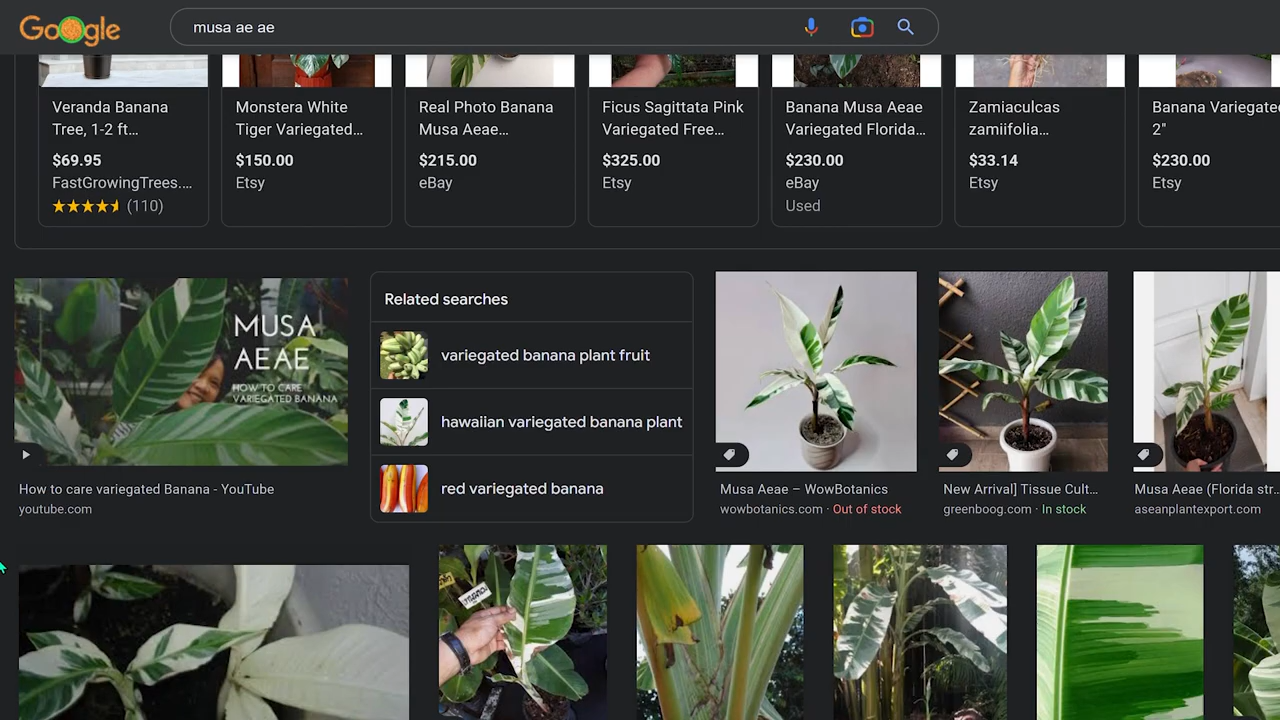 Google
musa ae ae
Veranda Banana
Tree, 1-2 ft...
$69.95
FastGrowingTrees....
(110)
Monstera White
Tiger Variegated...
$150.00
Etsy
Real Photo Banana
Musa Aeae...
$215.00
eBay
Ficus Sagittata Pink
Variegated Free...
$325.00
Etsy
Banana Musa Aeae
Variegated Florida...
$230.00
eBay
Used
Zamiaculcas
zamiifolia...
$33.14
Etsy
Banana Variegated
2"
$230.00
Etsy
MUSA
AEAE
HOW TO CARE
VARIEGATED BANANA
How to care variegated Banana - YouTube
youtube.com
Related searches
variegated banana plant fruit
hawaiian variegated banana plant
red variegated banana
Musa Aeae – WowBotanics
wowbotanics.com · Out of stock
New Arrival] Tissue Cult...
greenboog.com · In stock
Musa Aeae (Florida str...
aseanplantexport.com